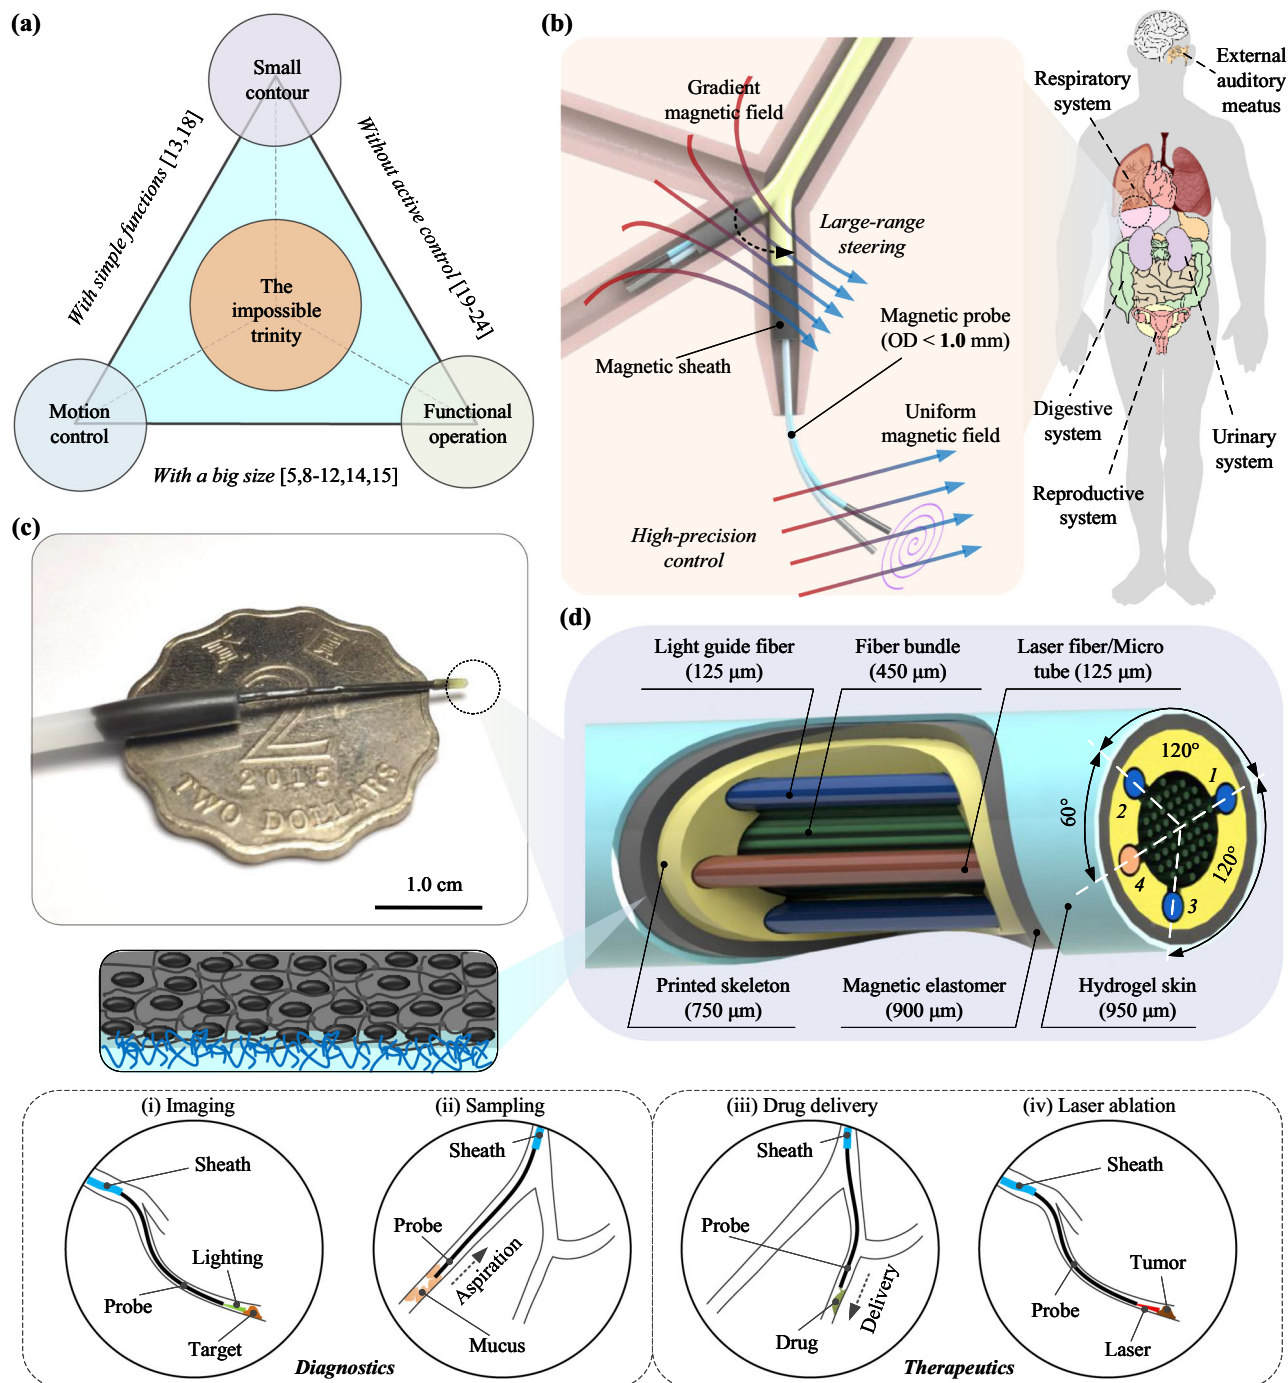 (a)
Small
contour
With simple functions [13,18]
Without active control [19-24]
The
impossible
trinity
Motion
control
Functional
operation
With a big size [5,8-12,14,15]
(b)
Gradient
magnetic field
Large-range
steering
Magnetic probe
(OD < 1.0 mm)
Magnetic sheath
Uniform
magnetic field
High-precision
control
Respiratory
system
External
auditory
meatus
Digestive
system
Urinary
system
Reproductive
system
(c)
2
2015
TWO DOLLARS
1.0 cm
(d)
Light guide fiber
(125 μm)
Fiber bundle
(450 μm)
Laser fiber/Micro
tube (125 μm)
120°
1
2
60°
120°
4
3
Printed skeleton
(750 μm)
Magnetic elastomer
(900 μm)
Hydrogel skin
(950 μm)
(i) Imaging
Sheath
Lighting
Probe
Target
(ii) Sampling
Sheath
Probe
Aspiration
Mucus
Diagnostics
(iii) Drug delivery
Sheath
Probe
Delivery
Drug
(iv) Laser ablation
Sheath
Tumor
Probe
Laser
Therapeutics